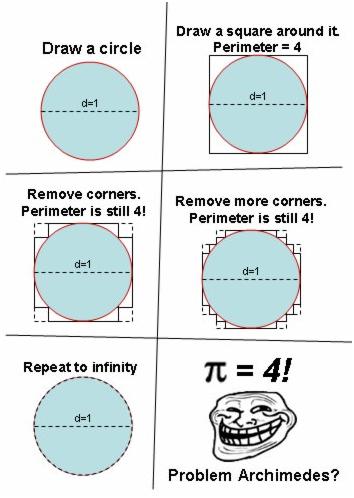 Draw a circle
d=1
Draw a square around it.
Perimeter = 4
d=1
Remove corners.
Perimeter is still 4!
d=1
Remove more corners.
Perimeter is still 4!
d=1
Repeat to infinity
d=1
π = 4!
Problem Archimedes?